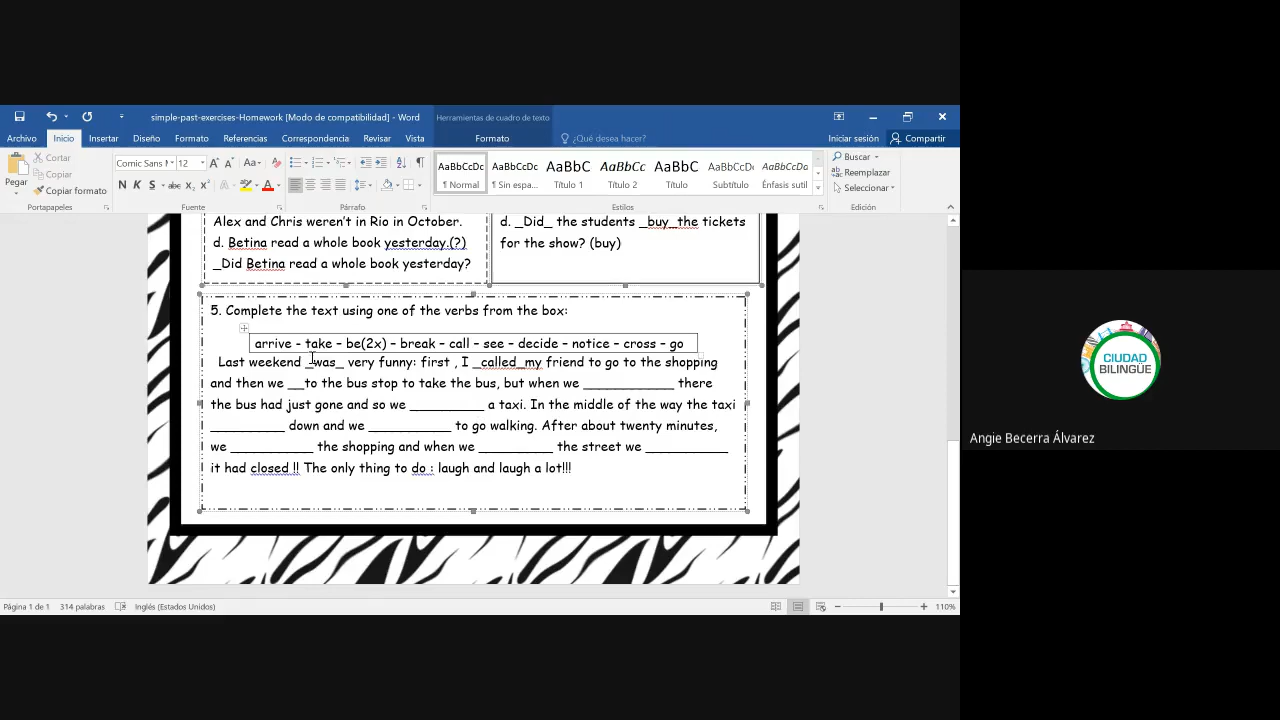 simple-past-exercises-Homework [Modo de compatibilidad] - Word
Herramientas de cuadro de texto
Archivo Inicio Insertar Diseño Formato Referencias Correspondencia Revisar Vista Formato ¿Qué desea hacer? Iniciar sesión Compartir
Pegar
Cortar
Copiar
Copiar formato
Comic Sans M 12
N K S abc x₂ x²
AaBbCcDc AaBbCcDc AaBbC AaBbCc AaBbC AaBbCcD AaBbCcDc
¶ Normal ¶ Sin espa... Título 1 Título 2 Título Subtítulo Énfasis sutil
Buscar
Reemplazar
Seleccionar
Portapapeles Fuente Párrafo Estilos Edición
Alex and Chris weren't in Rio in October.
d. Betina read a whole book yesterday.(?)
_Did Betina read a whole book yesterday?
d. _Did_ the students _buy_the tickets
for the show? (buy)
5. Complete the text using one of the verbs from the box:
arrive – take – be(2x) – break – call – see – decide – notice – cross – go
Last weekend _was_ very funny: first , I _called_my friend to go to the shopping
and then we __to the bus stop to take the bus, but when we ___________ there
the bus had just gone and so we _________ a taxi. In the middle of the way the taxi
_________ down and we __________ to go walking. After about twenty minutes,
we __________ the shopping and when we _________ the street we __________
it had closed !! The only thing to do : laugh and laugh a lot!!!
Página 1 de 1 314 palabras Inglés (Estados Unidos) 110%
CIUDAD
BILINGÜE
Angie Becerra Álvarez